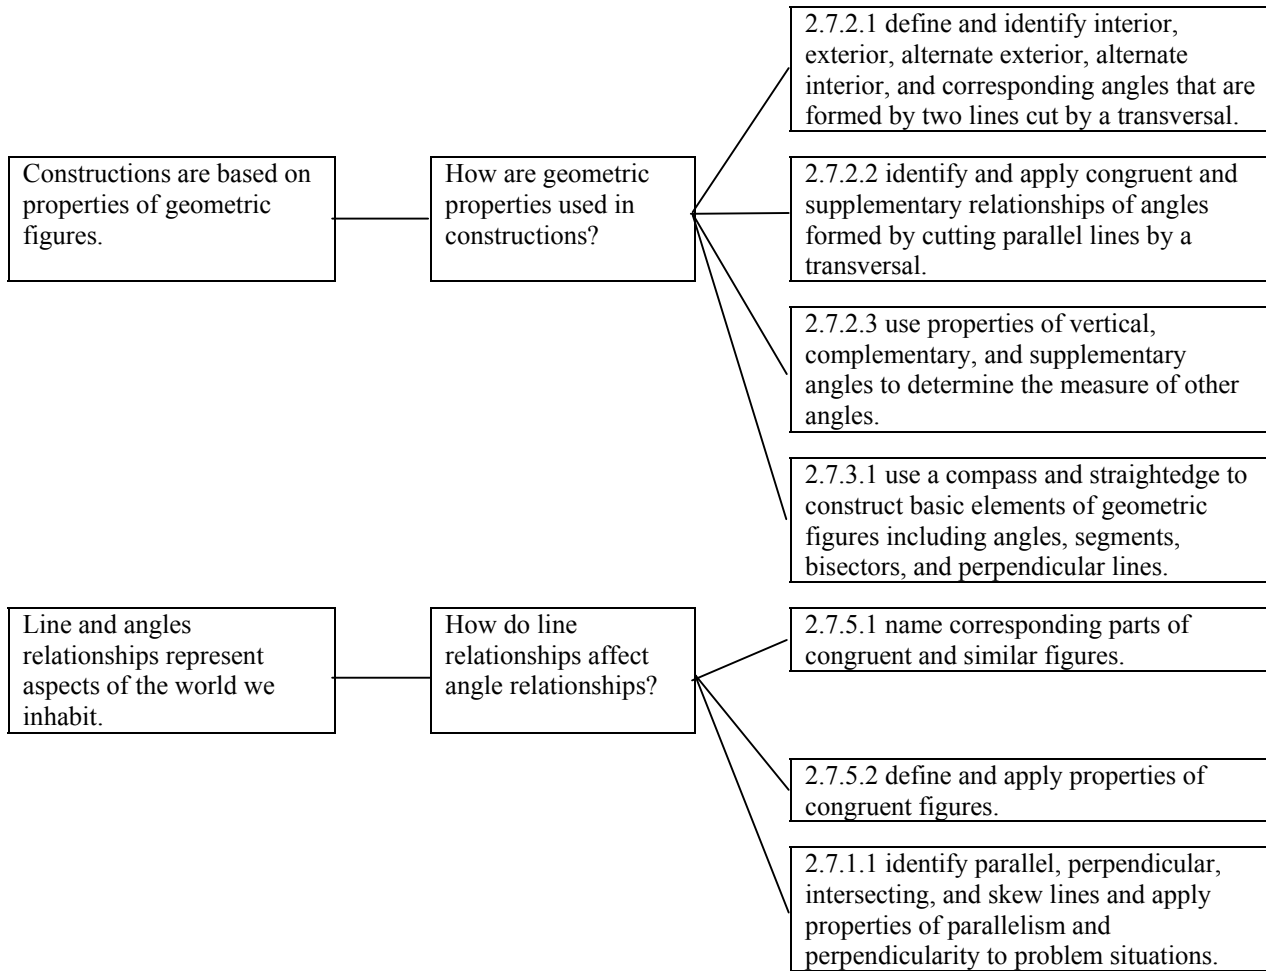 Constructions are based on
properties of geometric
figures.
How are geometric
properties used in
constructions?
2.7.2.1 define and identify interior,
exterior, alternate exterior, alternate
interior, and corresponding angles that are
formed by two lines cut by a transversal.
2.7.2.2 identify and apply congruent and
supplementary relationships of angles
formed by cutting parallel lines by a
transversal.
2.7.2.3 use properties of vertical,
complementary, and supplementary
angles to determine the measure of other
angles.
2.7.3.1 use a compass and straightedge to
construct basic elements of geometric
figures including angles, segments,
bisectors, and perpendicular lines.
Line and angles
relationships represent
aspects of the world we
inhabit.
How do line
relationships affect
angle relationships?
2.7.5.1 name corresponding parts of
congruent and similar figures.
2.7.5.2 define and apply properties of
congruent figures.
2.7.1.1 identify parallel, perpendicular,
intersecting, and skew lines and apply
properties of parallelism and
perpendicularity to problem situations.